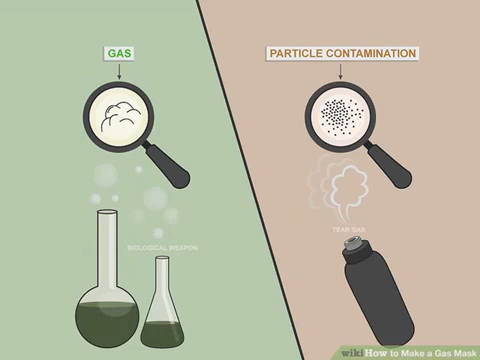 GAS
PARTICLE CONTAMINATION
BIOLOGICAL WEAPON
TEAR GAS
wikiHow to Make a Gas Mask